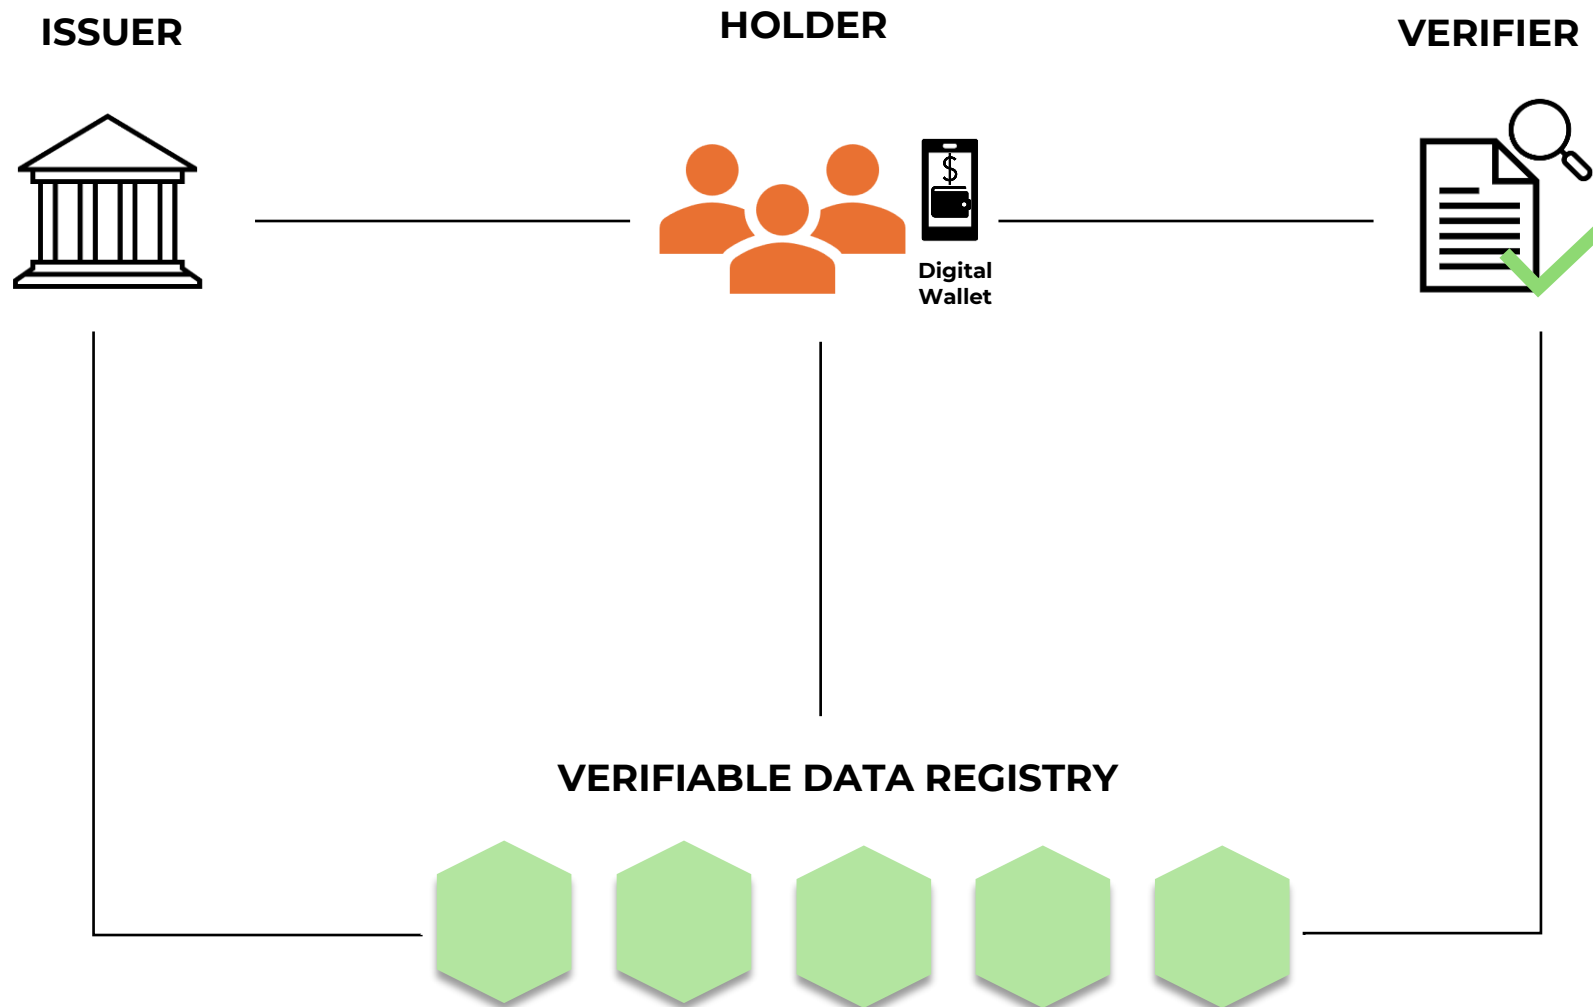 ISSUER
HOLDER
VERIFIER
$
Digital
Wallet
VERIFIABLE DATA REGISTRY